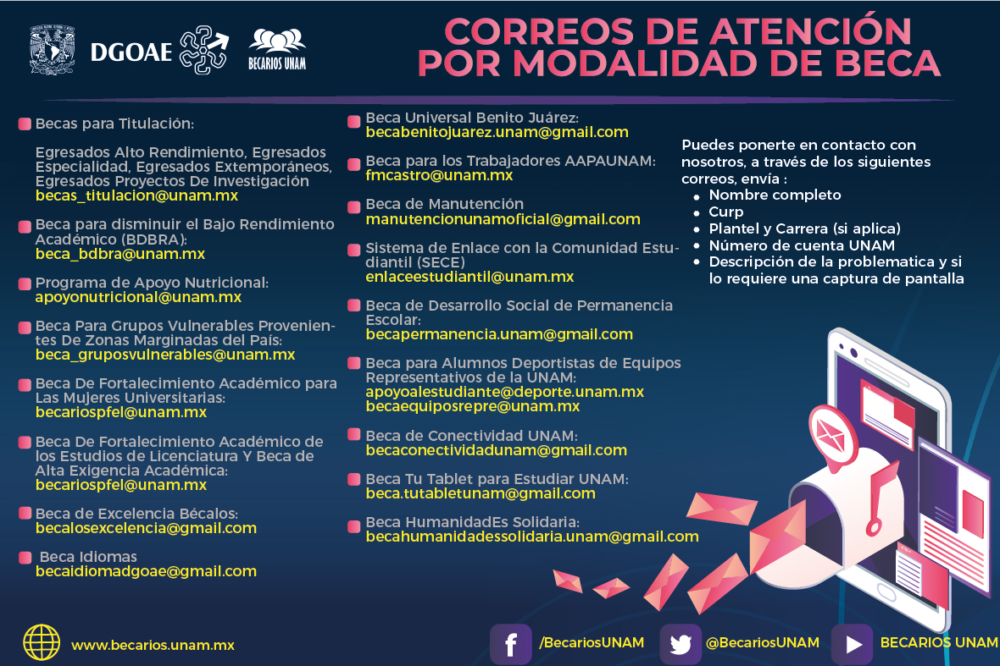 DGOAE
BECARIOS UNAM
CORREOS DE ATENCIÓN
POR MODALIDAD DE BECA
Becas para Titulación:
Egresados Alto Rendimiento, Egresados
Especialidad, Egresados Extemporáneos,
Egresados Proyectos De Investigación
becas_titulacion@unam.mx
Beca para disminuir el Bajo Rendimiento
Académico (BDBRA):
beca_bdbra@unam.mx
Programa de Apoyo Nutricional:
apoyonutricional@unam.mx
Beca Para Grupos Vulnerables Provenien-
tes De Zonas Marginadas del País:
beca_gruposvulnerables@unam.mx
Beca De Fortalecimiento Académico para
Las Mujeres Universitarias:
becariospfel@unam.mx
Beca De Fortalecimiento Académico de
los Estudios de Licenciatura Y Beca de
Alta Exigencia Académica:
becariospfel@unam.mx
Beca de Excelencia Bécalos:
becalosexcelencia@gmail.com
Beca Idiomas
becaidiomadgoae@gmail.com
Beca Universal Benito Juárez:
becabenitojuarez.unam@gmail.com
Beca para los Trabajadores AAPAUNAM:
fmcastro@unam.mx
Beca de Manutención
manutencionunamoficial@gmail.com
Sistema de Enlace con la Comunidad Estu-
diantil (SECE)
enlaceestudiantil@unam.mx
Beca de Desarrollo Social de Permanencia
Escolar:
becapermanencia.unam@gmail.com
Beca para Alumnos Deportistas de Equipos
Representativos de la UNAM:
apoyoalestudiante@deporte.unam.mx
becaequiposrepre@unam.mx
Beca de Conectividad UNAM:
becaconectividadunam@gmail.com
Beca Tu Tablet para Estudiar UNAM:
beca.tutabletunam@gmail.com
Beca HumanidadEs Solidaria:
becahumanidadessolidaria.unam@gmail.com
Puedes ponerte en contacto con
nosotros, a través de los siguientes
correos, envía :
Nombre completo
Curp
Plantel y Carrera (si aplica)
Número de cuenta UNAM
Descripción de la problematica y si
lo requiere una captura de pantalla
www.becarios.unam.mx
/BecariosUNAM
@BecariosUNAM
BECARIOS UNAM